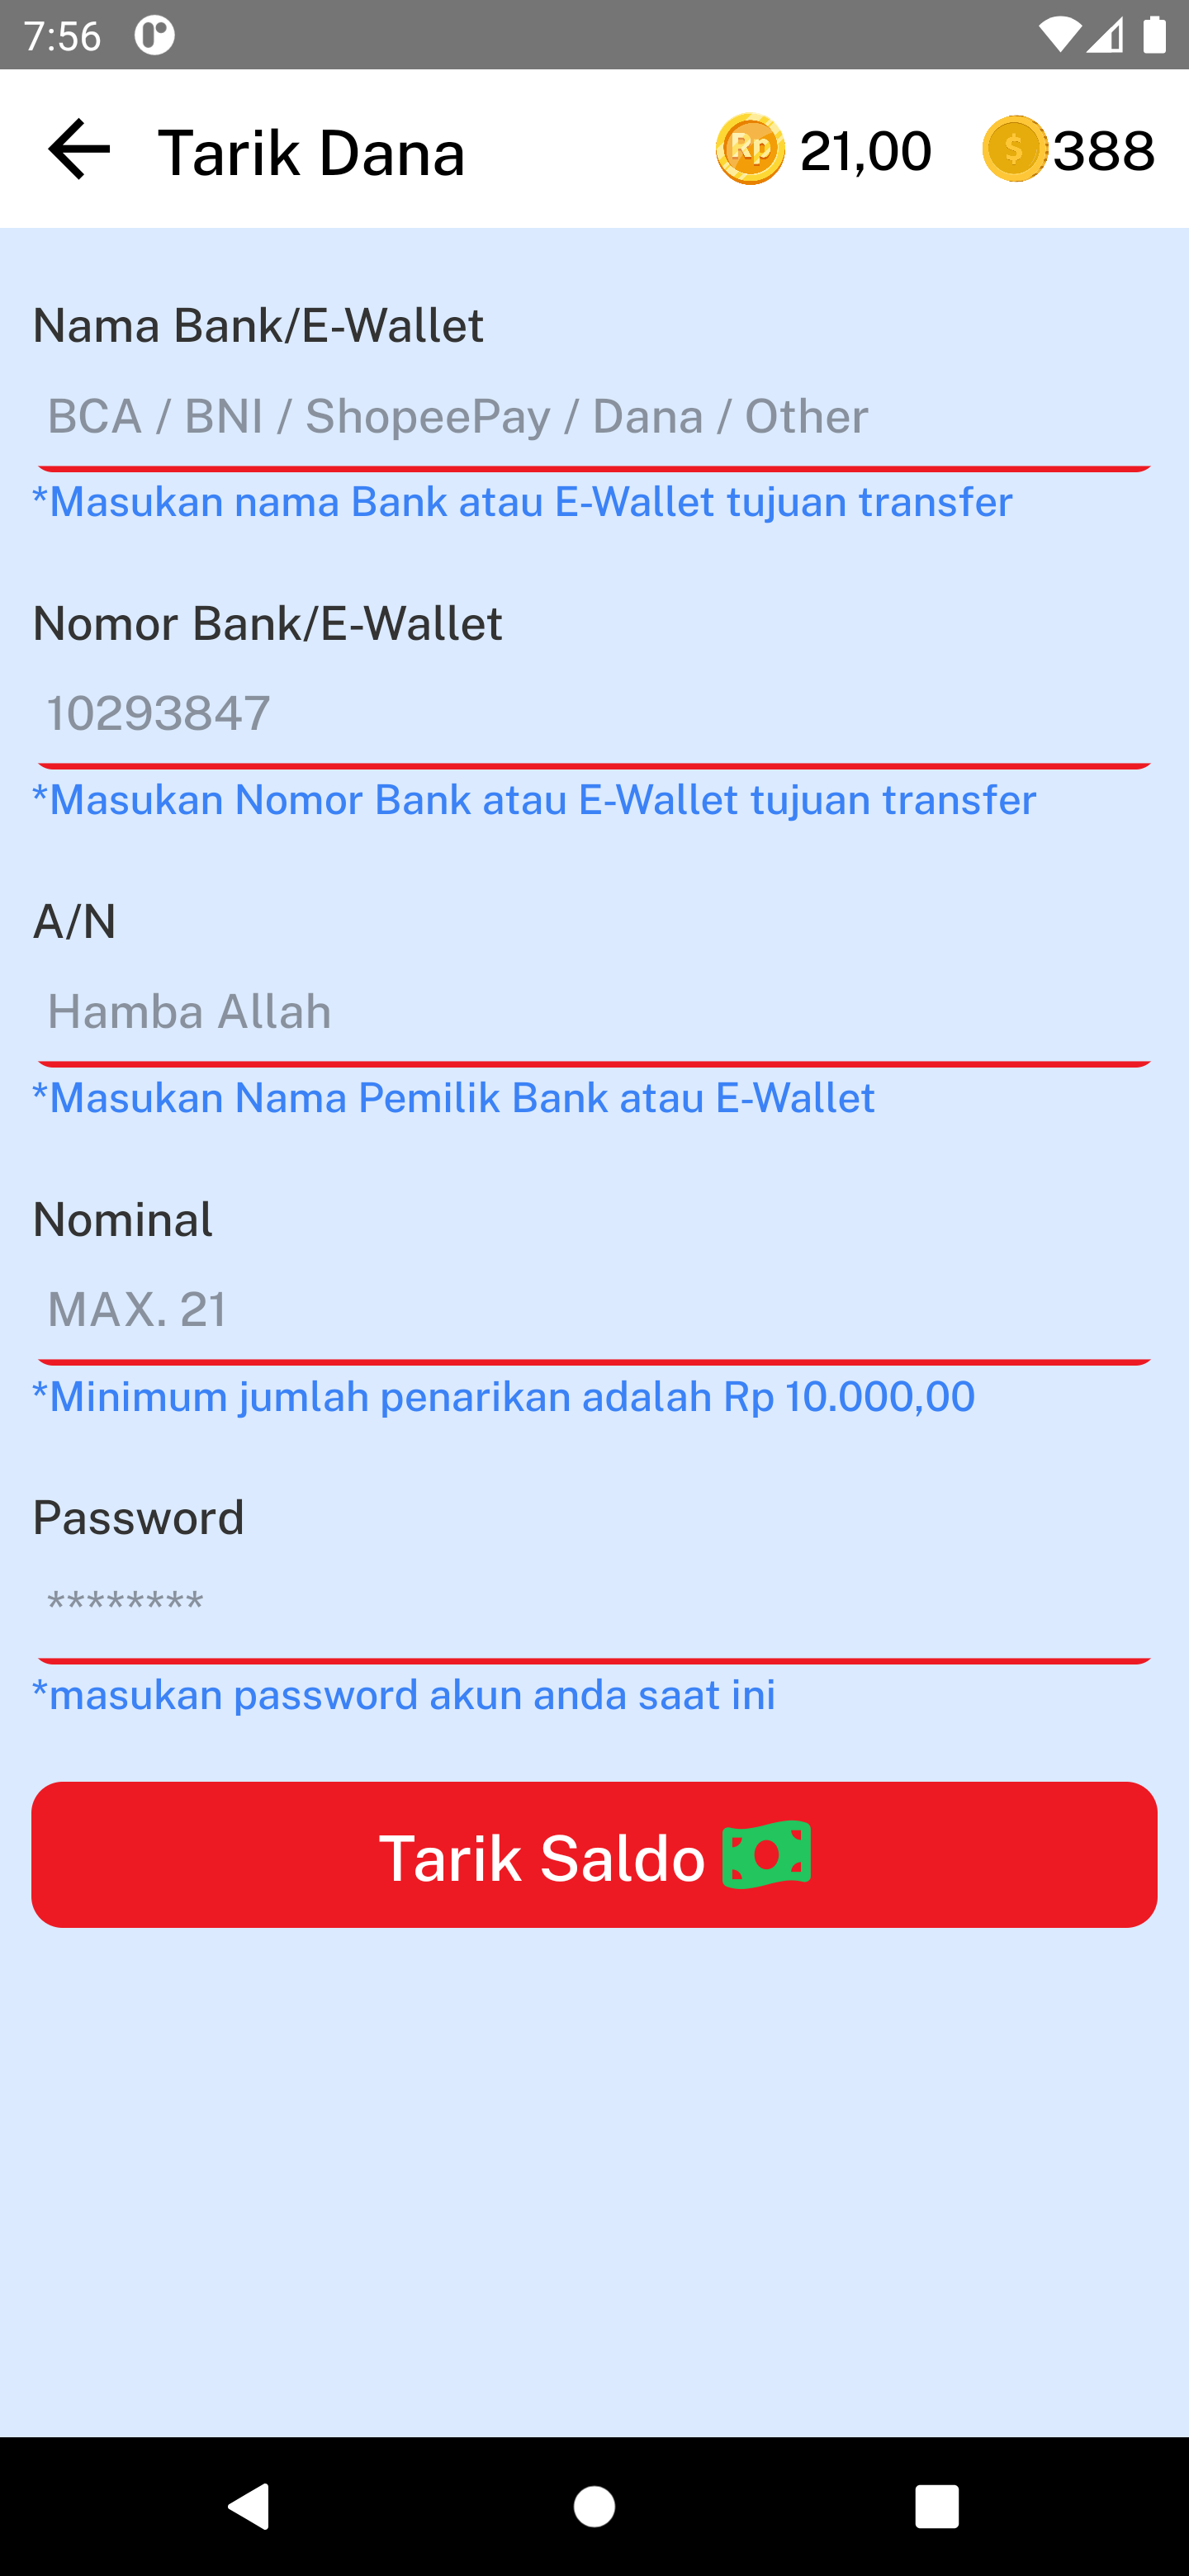 7:56
Tarik Dana
Rp 21,00 $ 388
Nama Bank/E-Wallet
BCA / BNI / ShopeePay / Dana / Other
*Masukan nama Bank atau E-Wallet tujuan transfer
Nomor Bank/E-Wallet
10293847
*Masukan Nomor Bank atau E-Wallet tujuan transfer
A/N
Hamba Allah
*Masukan Nama Pemilik Bank atau E-Wallet
Nominal
MAX. 21
*Minimum jumlah penarikan adalah Rp 10.000,00
Password
********
*masukan password akun anda saat ini
Tarik Saldo